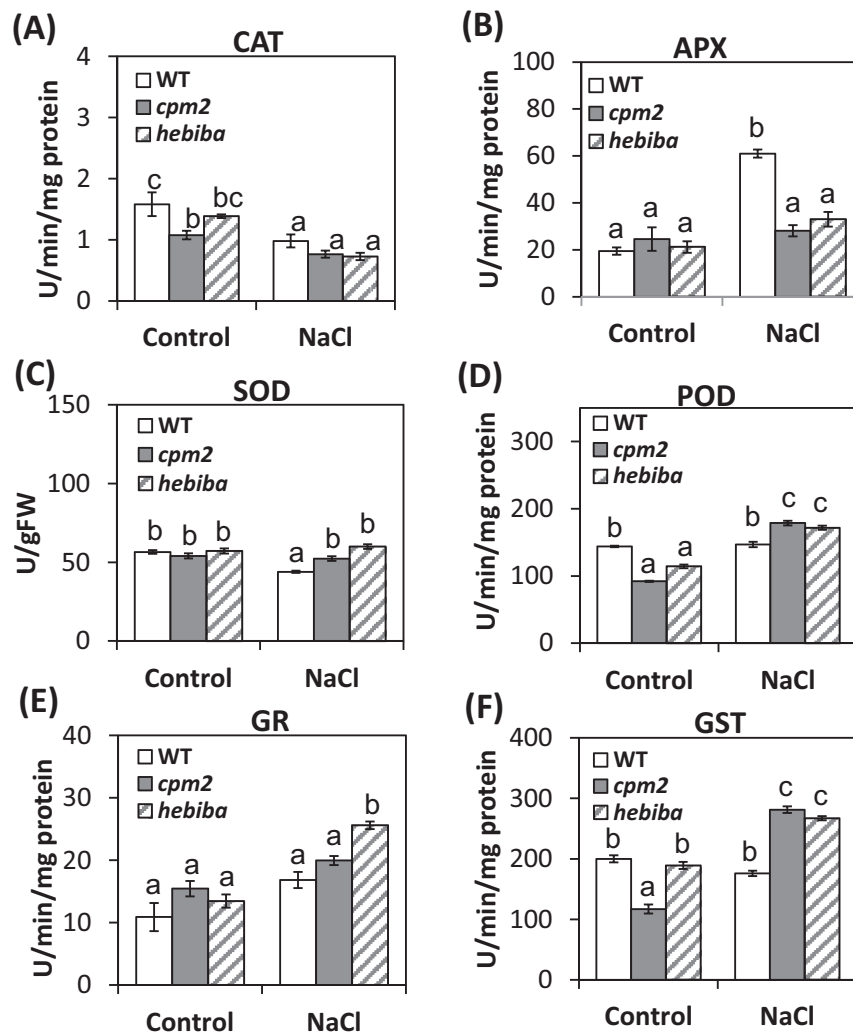 (A)
CAT
U/min/mg protein
4
3
2
1
0
WT
cpm2
hebiba
c
b
bc
a
a
a
Control
NaCl
(B)
APX
U/min/mg protein
100
80
60
40
20
0
WT
cpm2
hebiba
a
a
a
b
a
a
Control
NaCl
(C)
SOD
U/gFW
150
100
50
0
WT
cpm2
hebiba
b
b
b
a
b
b
Control
NaCl
(D)
POD
U/min/mg protein
300
200
100
0
WT
cpm2
hebiba
b
a
a
b
c
c
Control
NaCl
(E)
GR
U/min/mg protein
40
30
20
10
0
WT
cpm2
hebiba
a
a
a
a
a
b
Control
NaCl
(F)
GST
U/min/mg protein
400
300
200
100
0
WT
cpm2
hebiba
b
a
b
b
c
c
Control
NaCl